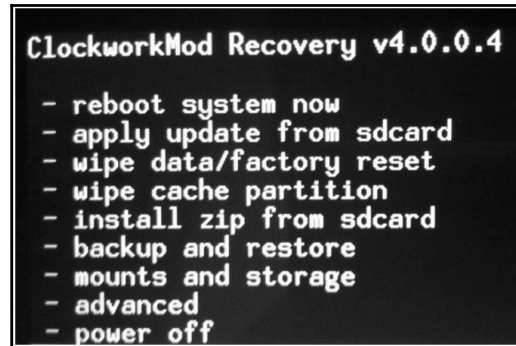 ClockworkMod Recovery v4.0.0.4
- reboot system now
- apply update from sdcard
- wipe data/factory reset
- wipe cache partition
- install zip from sdcard
- backup and restore
- mounts and storage
- advanced
- power off